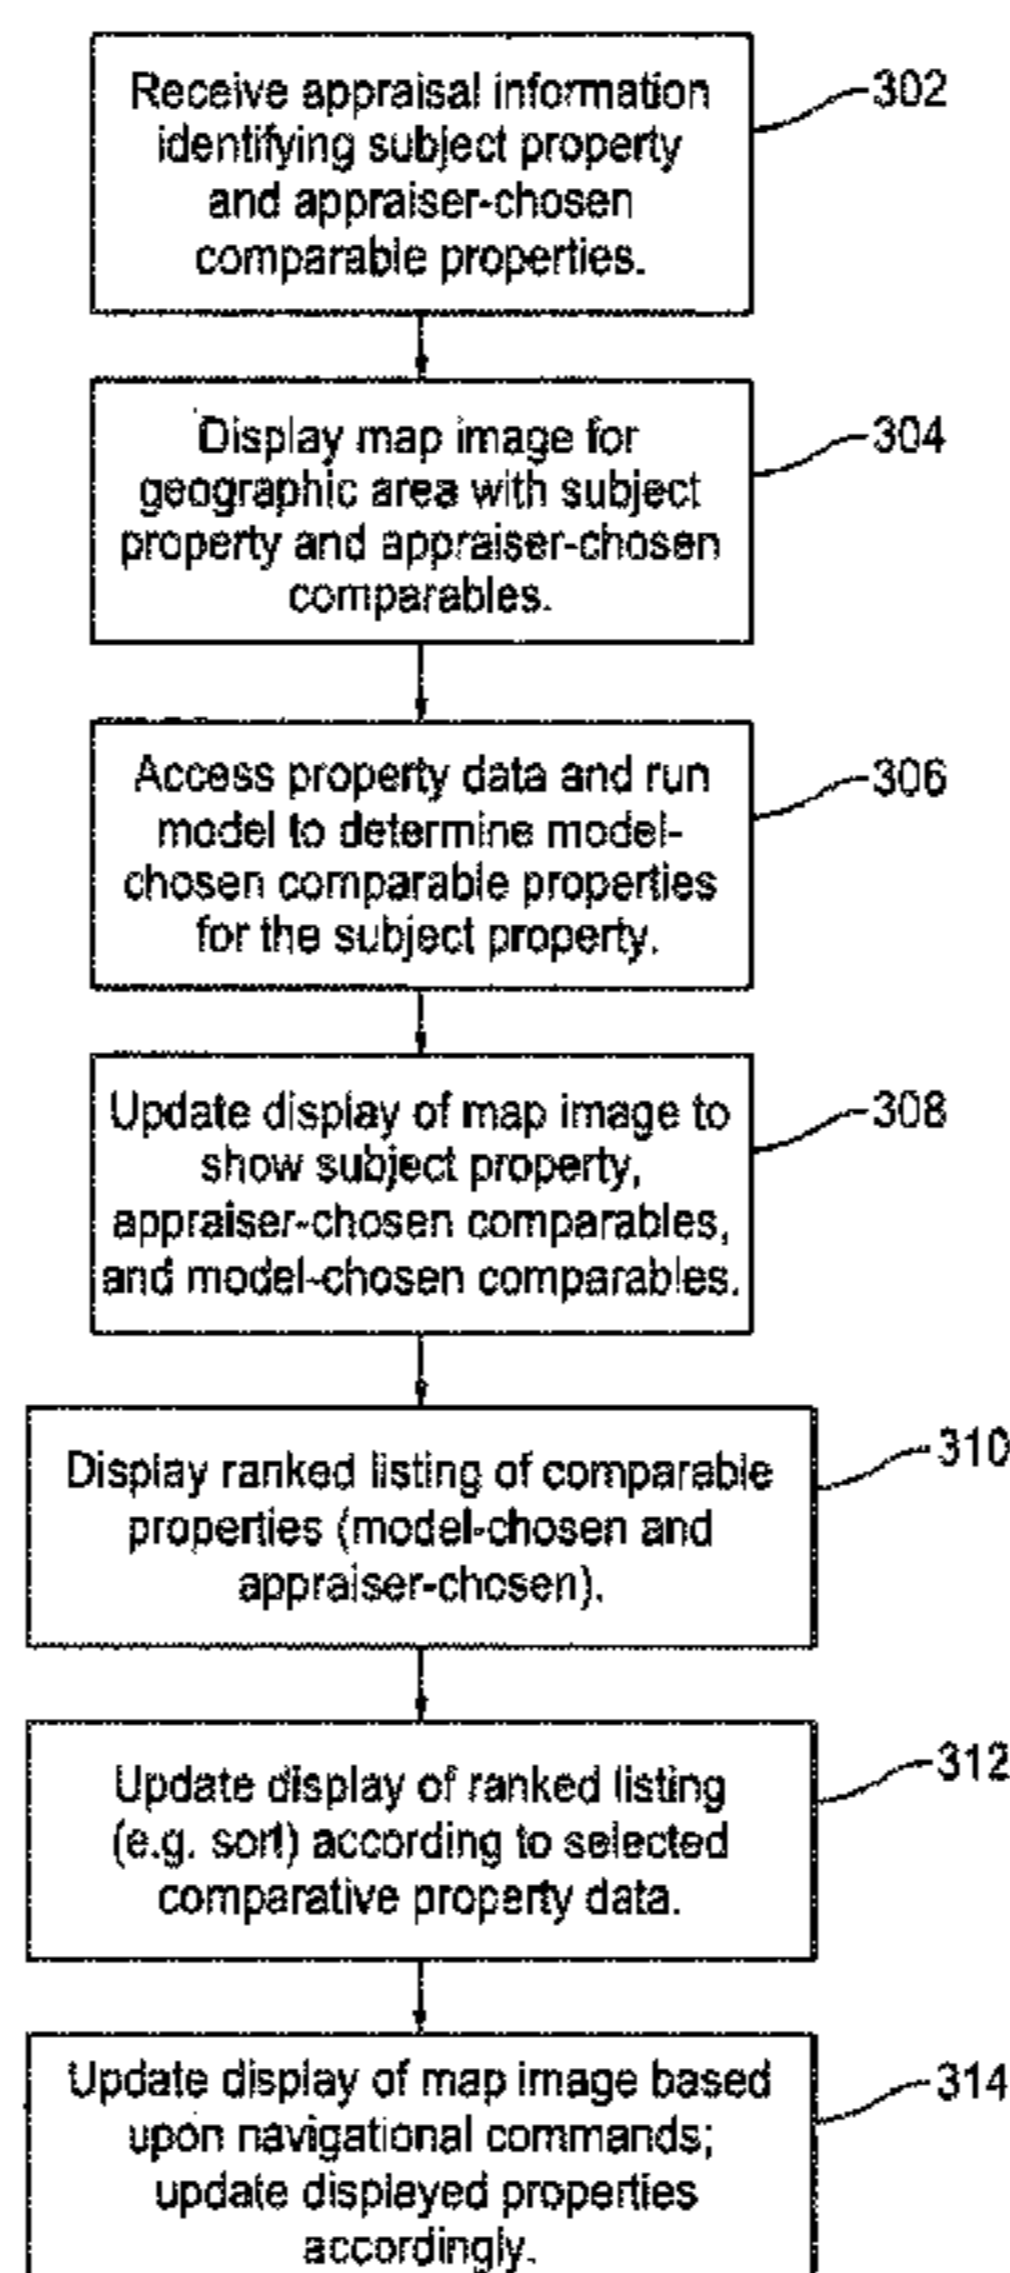 Receive appraisal information
identifying subject property
and appraiser-chosen
comparable properties.
302
Display map image for
geographic area with subject
property and appraiser-chosen
comparables.
304
Access property data and run
model to determine model-
chosen comparable properties
for the subject property.
306
Update display of map image to
show subject property,
appraiser-chosen comparables,
and model-chosen comparables.
308
Display ranked listing of comparable
properties (model-chosen and
appraiser-chosen).
310
Update display of ranked listing
(e.g. sort) according to selected
comparative property data.
312
Update display of map image based
upon navigational commands;
update displayed properties
accordingly.
314